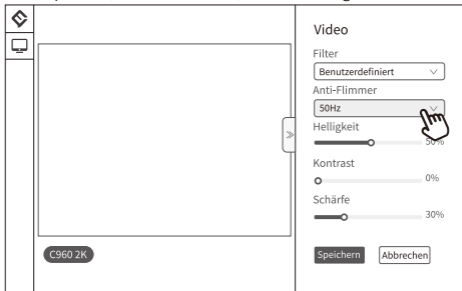 Video
Filter
Benutzerdefiniert
Anti-Flimmer
50Hz
Helligkeit
50%
Kontrast
0%
Schärfe
30%
C960 2K
Speichern
Abbrechen